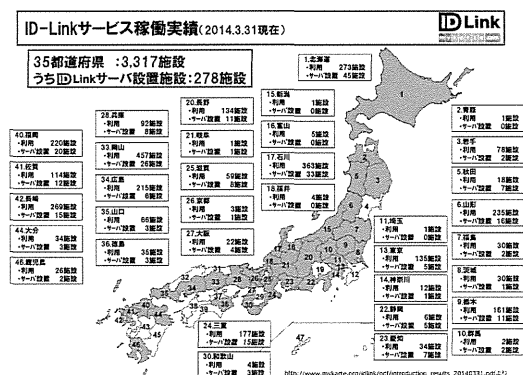 ID-Linkサービス稼働実績(2014.3.31現在)
ID Link
35都道府県 :3,317施設
うちID Linkサーバ設置施設:278施設
1.北海道
・利用 273施設
・サーバ設置 45施設
2.青森
・利用 1施設
・サーバ設置 0施設
3.岩手
・利用 78施設
・サーバ設置 2施設
5.秋田
・利用 18施設
・サーバ設置 7施設
6.山形
・利用 235施設
・サーバ設置 16施設
7.福島
・利用 30施設
・サーバ設置 2施設
8.茨城
・利用 30施設
・サーバ設置 1施設
9.栃木
・利用 161施設
・サーバ設置 11施設
10.群馬
・利用 2施設
・サーバ設置 2施設
11.埼玉
・利用 1施設
・サーバ設置 0施設
13.東京
・利用 135施設
・サーバ設置 5施設
14.神奈川
・利用 12施設
・サーバ設置 1施設
15.新潟
・利用 1施設
・サーバ設置 0施設
16.富山
・利用 5施設
・サーバ設置 0施設
17.石川
・利用 363施設
・サーバ設置 33施設
18.福井
・利用 4施設
・サーバ設置 0施設
20.長野
・利用 134施設
・サーバ設置 11施設
21.岐阜
・利用 1施設
・サーバ設置 1施設
22.静岡
・利用 6施設
・サーバ設置 5施設
23.愛知
・利用 34施設
・サーバ設置 7施設
24.三重
・利用 177施設
・サーバ設置 15施設
25.滋賀
・利用 59施設
・サーバ設置 8施設
26.京都
・利用 3施設
・サーバ設置 1施設
27.大阪
・利用 22施設
・サーバ設置 4施設
28.兵庫
・利用 92施設
・サーバ設置 8施設
30.和歌山
・利用 4施設
・サーバ設置 3施設
33.岡山
・利用 457施設
・サーバ設置 26施設
34.広島
・利用 215施設
・サーバ設置 6施設
35.山口
・利用 66施設
・サーバ設置 3施設
36.徳島
・利用 35施設
・サーバ設置 3施設
40.福岡
・利用 220施設
・サーバ設置 20施設
41.佐賀
・利用 114施設
・サーバ設置 12施設
42.長崎
・利用 269施設
・サーバ設置 15施設
44.大分
・利用 34施設
・サーバ設置 3施設
46.鹿児島
・利用 26施設
・サーバ設置 2施設
47